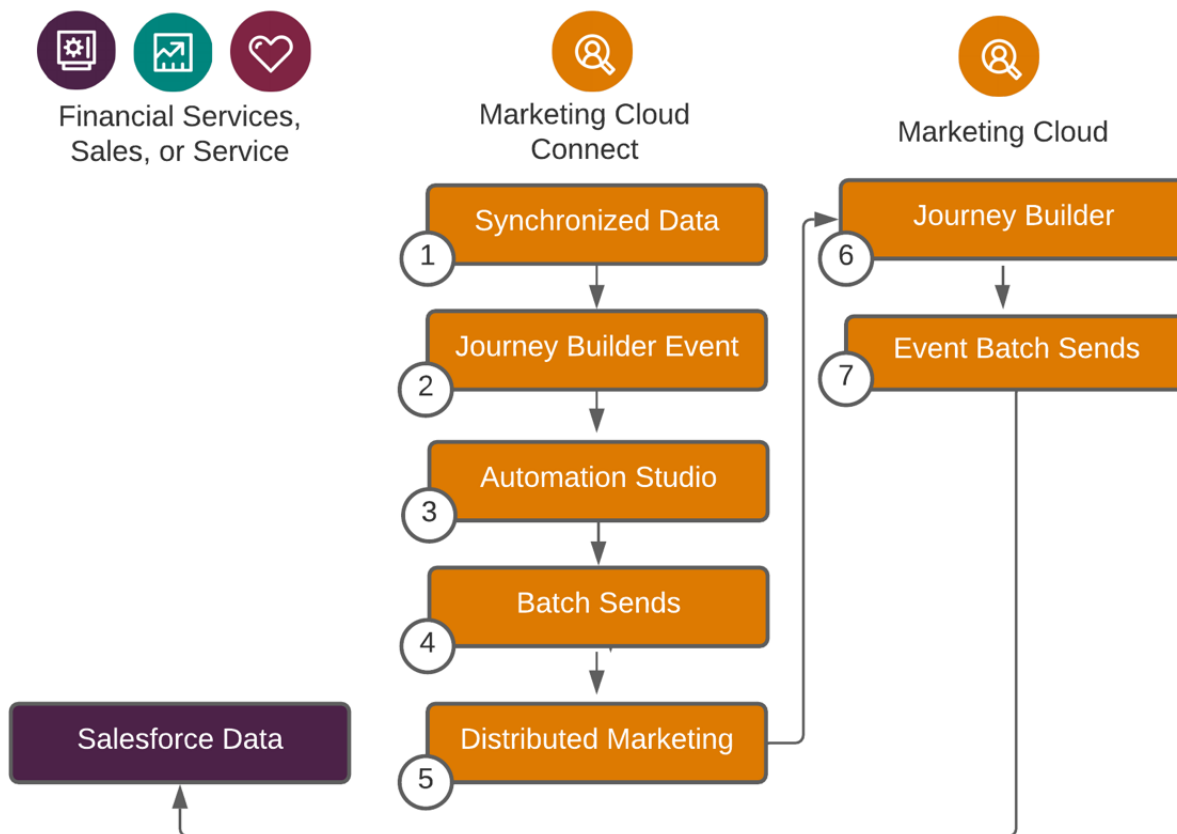 Financial Services,
Sales, or Service
Marketing Cloud
Connect
Marketing Cloud
Synchronized Data
1
Journey Builder Event
2
Automation Studio
3
Batch Sends
4
Distributed Marketing
5
Journey Builder
6
Event Batch Sends
7
Salesforce Data